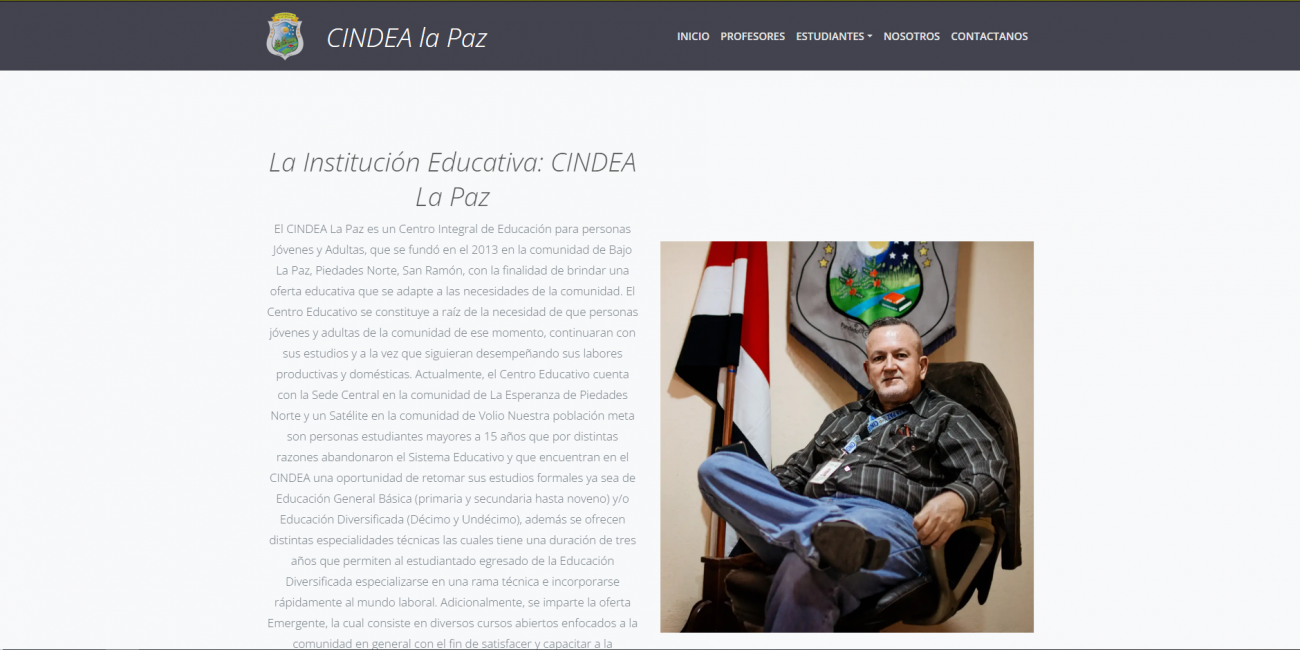 CINDEA la Paz
INICIO PROFESORES ESTUDIANTES NOSOTROS CONTACTANOS
La Institución Educativa: CINDEA
La Paz
El CINDEA La Paz es un Centro Integral de Educación para personas
Jóvenes y Adultas, que se fundó en el 2013 en la comunidad de Bajo
La Paz, Piedades Norte, San Ramón, con la finalidad de brindar una
oferta educativa que se adapte a las necesidades de la comunidad. El
Centro Educativo se constituye a raíz de la necesidad de que personas
jóvenes y adultas de la comunidad de ese momento, continuaran con
sus estudios y a la vez que siguieran desempeñando sus labores
productivas y domésticas. Actualmente, el Centro Educativo cuenta
con la Sede Central en la comunidad de La Esperanza de Piedades
Norte y un Satélite en la comunidad de Volio Nuestra población meta
son personas estudiantes mayores a 15 años que por distintas
razones abandonaron el Sistema Educativo y que encuentran en el
CINDEA una oportunidad de retomar sus estudios formales ya sea de
Educación General Básica (primaria y secundaria hasta noveno) y/o
Educación Diversificada (Décimo y Undécimo), además se ofrecen
distintas especialidades técnicas las cuales tiene una duración de tres
años que permiten al estudiantado egresado de la Educación
Diversificada especializarse en una rama técnica e incorporarse
rápidamente al mundo laboral. Adicionalmente, se imparte la oferta
Emergente, la cual consiste en diversos cursos abiertos enfocados a la
comunidad en general con el fin de satisfacer y capacitar a la